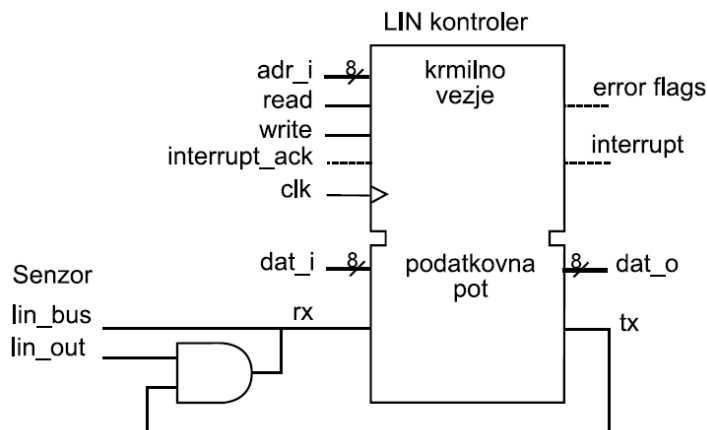 LIN kontroler
adr_i 8
krmilno
vezje
error flags
read
write
interrupt_ack
interrupt
clk
dat_i 8
podatkovna
pot
8 dat_o
Senzor
lin_bus
rx
tx
lin_out